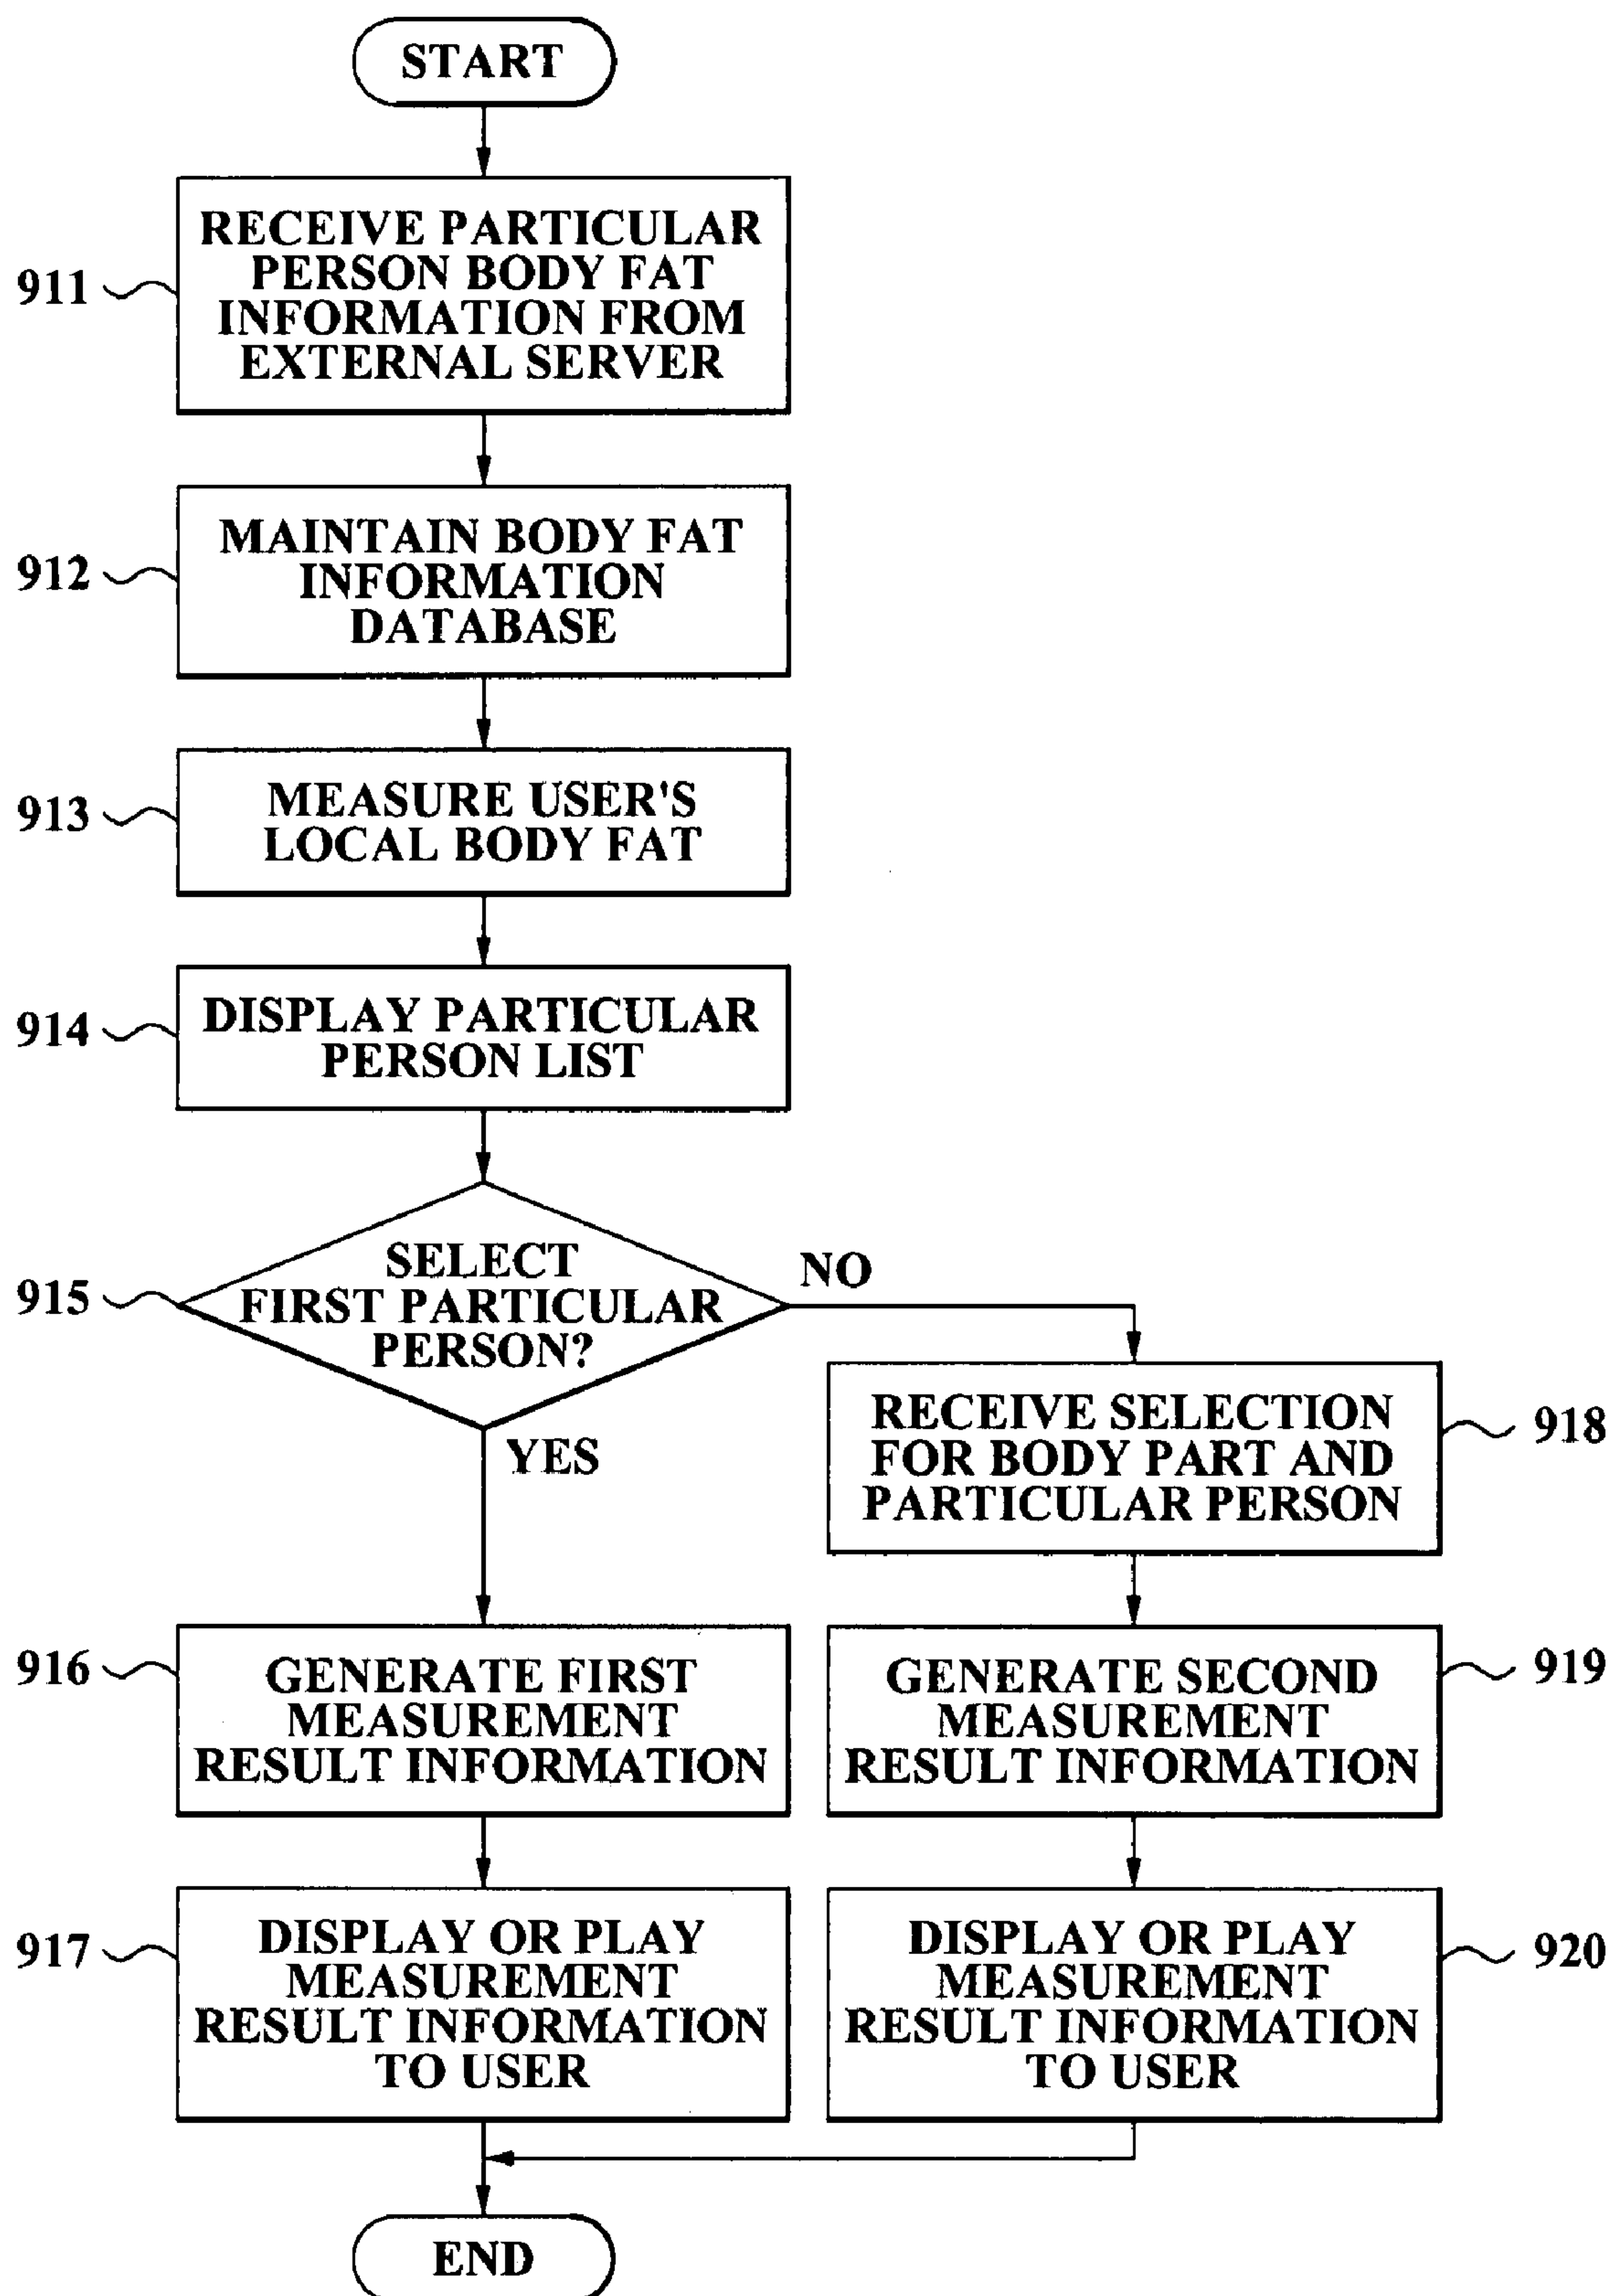 START
911
RECEIVE PARTICULAR
PERSON BODY FAT
INFORMATION FROM
EXTERNAL SERVER
912
MAINTAIN BODY FAT
INFORMATION
DATABASE
913
MEASURE USER'S
LOCAL BODY FAT
914
DISPLAY PARTICULAR
PERSON LIST
915
SELECT
FIRST PARTICULAR
PERSON?
NO
YES
918
RECEIVE SELECTION
FOR BODY PART AND
PARTICULAR PERSON
916
GENERATE FIRST
MEASUREMENT
RESULT INFORMATION
919
GENERATE SECOND
MEASUREMENT
RESULT INFORMATION
917
DISPLAY OR PLAY
MEASUREMENT
RESULT INFORMATION
TO USER
920
DISPLAY OR PLAY
MEASUREMENT
RESULT INFORMATION
TO USER
END